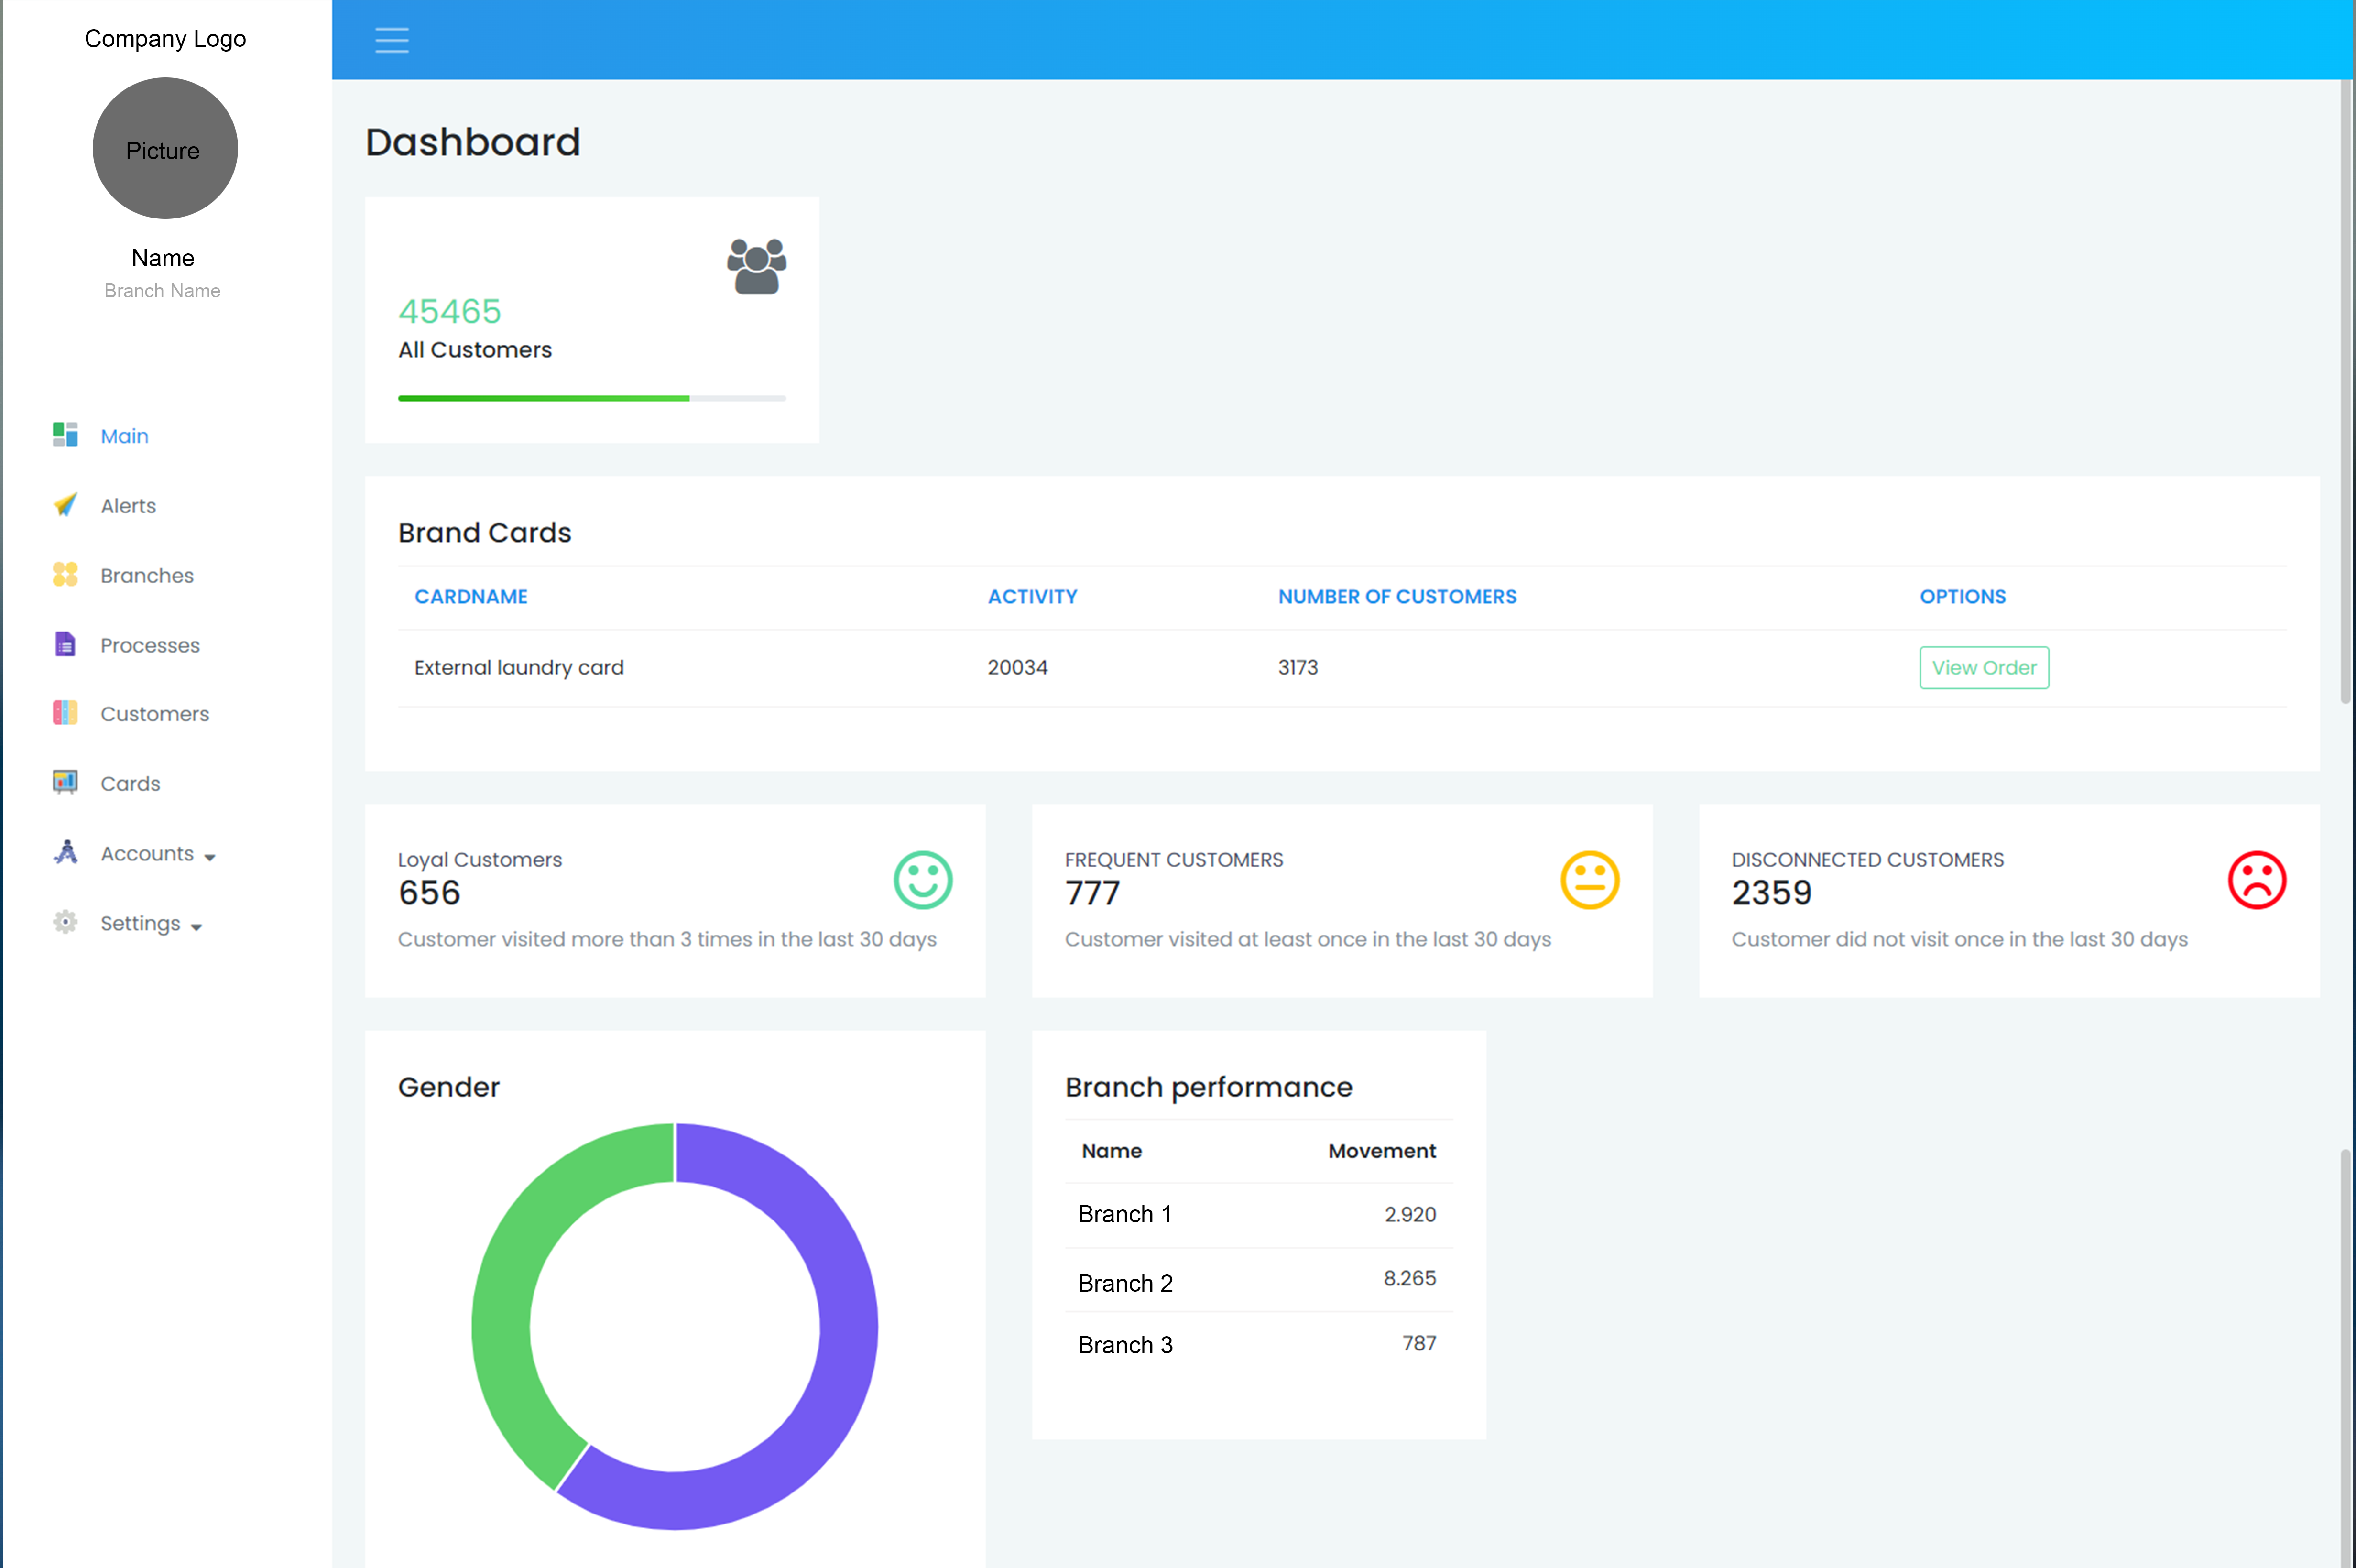 Company Logo
Picture
Name
Branch Name
Main
Alerts
Branches
Processes
Customers
Cards
Accounts
Settings
Dashboard
45465
All Customers
Brand Cards
CARDNAME ACTIVITY NUMBER OF CUSTOMERS OPTIONS
External laundry card 20034 3173 View Order
Loyal Customers
656
Customer visited more than 3 times in the last 30 days
FREQUENT CUSTOMERS
777
Customer visited at least once in the last 30 days
DISCONNECTED CUSTOMERS
2359
Customer did not visit once in the last 30 days
Gender
Branch performance
Name Movement
Branch 1 2.920
Branch 2 8.265
Branch 3 787